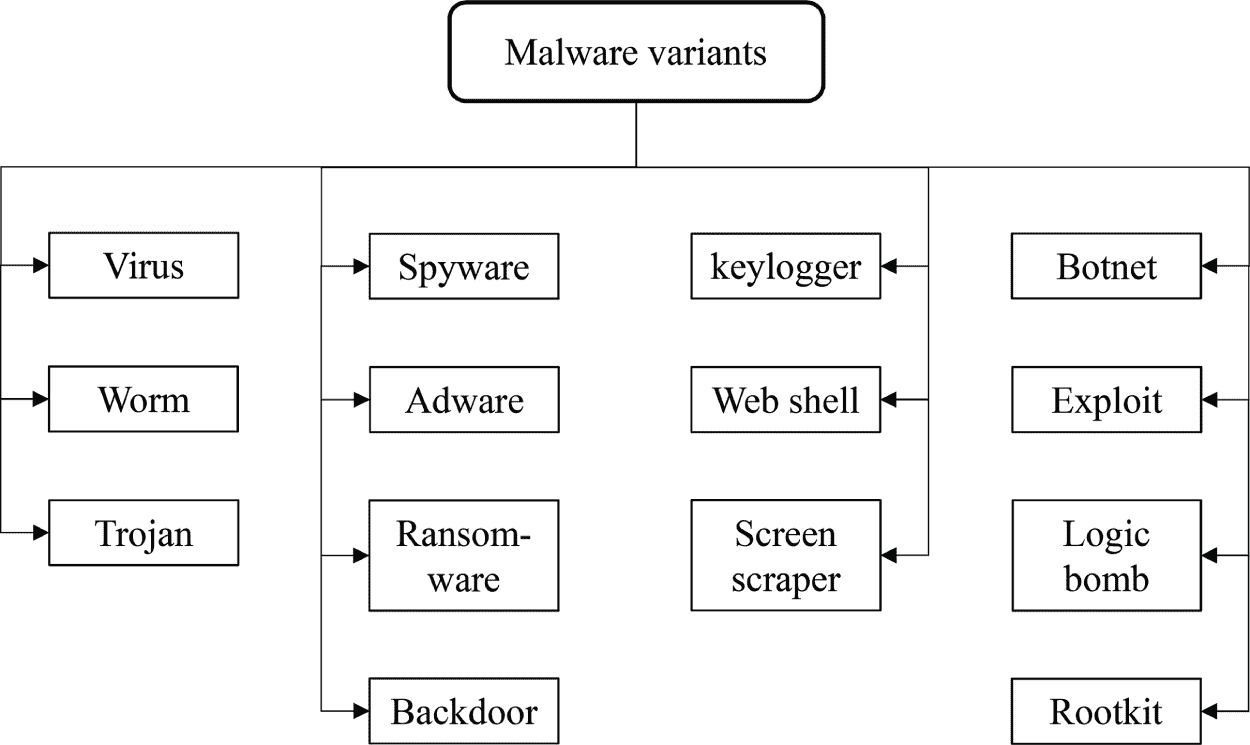 Malware variants
Virus
Worm
Trojan
Spyware
Adware
Ransom-
ware
Backdoor
keylogger
Web shell
Screen
scraper
Botnet
Exploit
Logic
bomb
Rootkit